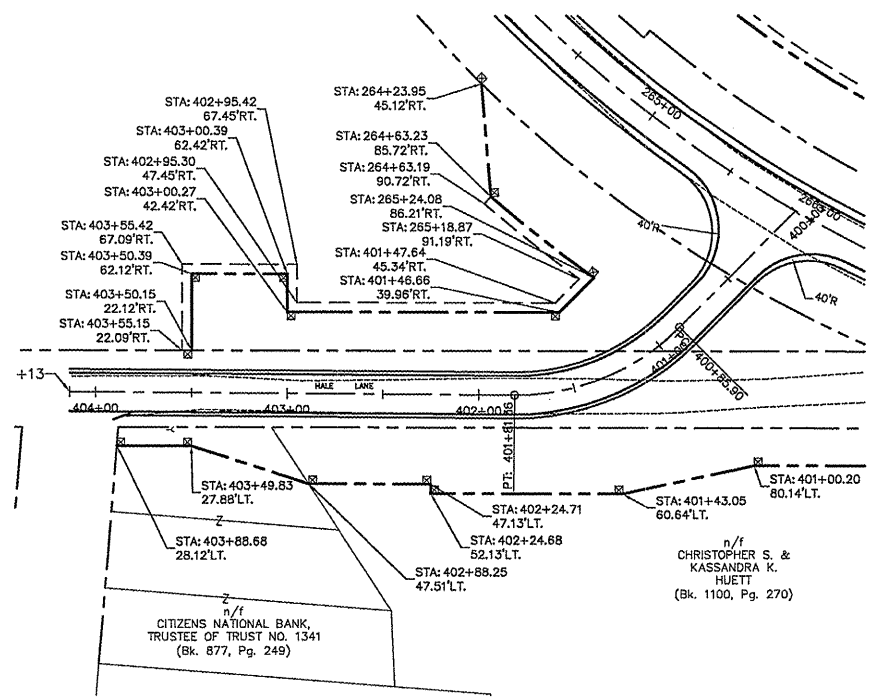 STA: 402+95.42
67.45'RT.
STA: 403+00.39
62.42'RT.
STA: 402+95.30
47.45'RT.
STA: 403+00.27
42.42'RT.
STA: 403+55.42
67.09'RT.
STA: 403+50.39
62.12'RT.
STA: 403+50.15
22.12'RT.
STA: 403+55.15
22.09'RT.
STA: 264+23.95
45.12'RT.
STA: 264+63.23
85.72'RT.
STA: 264+63.19
90.72'RT.
STA: 265+24.08
86.21'RT.
STA: 265+18.87
91.19'RT.
STA: 401+47.64
45.34'RT.
STA: 401+46.66
39.96'RT.
265+00
266+00
400+00
40'R
40'R
401+00
PC:
400+85.90
+13
HALE LANE
404+00
403+00
402+00
PT: 401+81.36
STA: 403+49.83
27.88'LT.
STA: 403+88.68
28.12'LT.
STA: 402+24.71
47.13'LT.
STA: 402+24.68
52.13'LT.
STA: 402+88.25
47.51'LT.
STA: 401+43.05
60.64'LT.
STA: 401+00.20
80.14'LT.
n/f
CHRISTOPHER S. &
KASSANDRA K.
HUETT
(Bk. 1100, Pg. 270)
Z
Z
n/f
CITIZENS NATIONAL BANK,
TRUSTEE OF TRUST NO. 1341
(Bk. 877, Pg. 249)